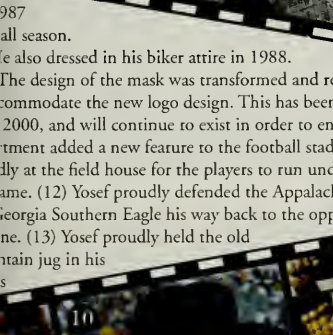 987
all season.
e also dressed in his biker attire in 1988.
The design of the mask was transformed and re
commodate the new logo design. This has been
2000, and will continue to exist in order to en
rtment added a new fearure to the football stad
dly at the field house for the players to run und
ame. (12) Yosef proudly defended the Appalach
Georgia Southern Eagle his way back to the opp
ne. (13) Yosef proudly held the old
ntain jug in his
s
10